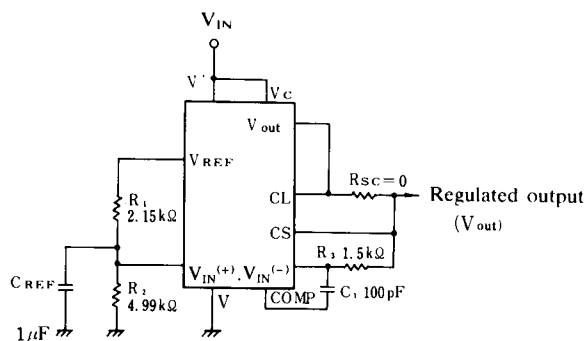 VIN
V+ VC
Vout
VREF
R1
2.15kΩ
CL
RSC=0
Regulated output
(Vout)
CS
R3 1.5kΩ
VIN(+) . VIN(-)
CREF
R2
4.99kΩ
V
COMP
C1 100pF
1μF